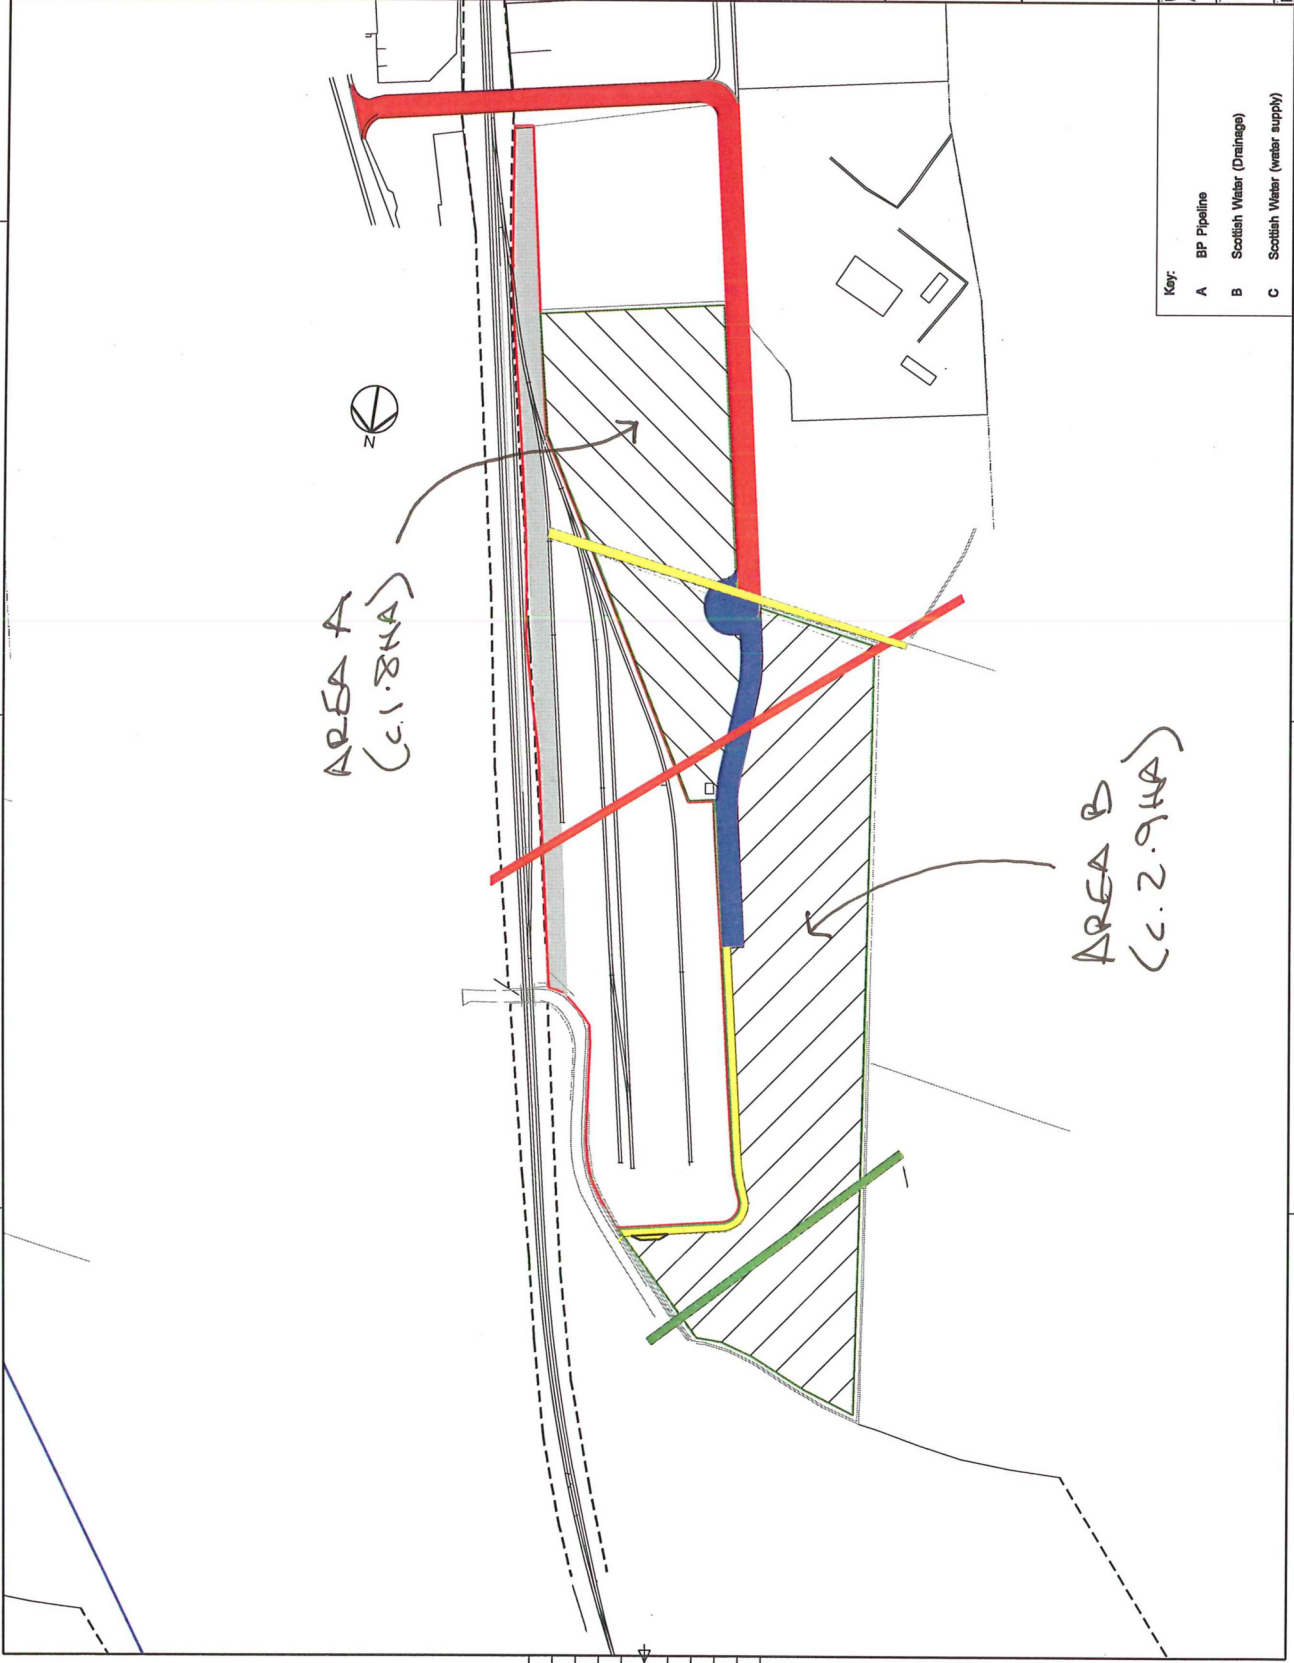 AREA A
(c.1.8HA)
N
AREA B
(c.2.9HA)
Key:
A BP Pipeline
B Scottish Water (Drainage)
C Scottish Water (water supply)